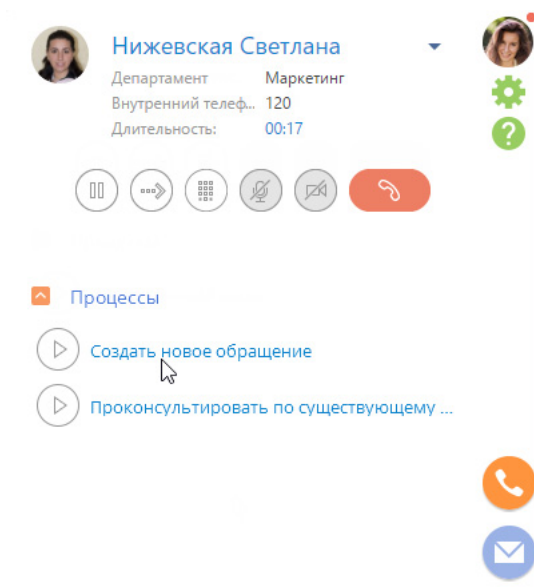 Нижевская Светлана
Департамент Маркетинг
Внутренний телеф... 120
Длительность: 00:17
Процессы
Создать новое обращение
Проконсультировать по существующему ...